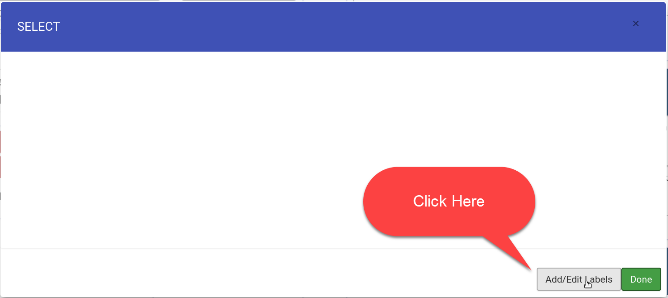 SELECT
×
Click Here
Add/Edit Labels
Done